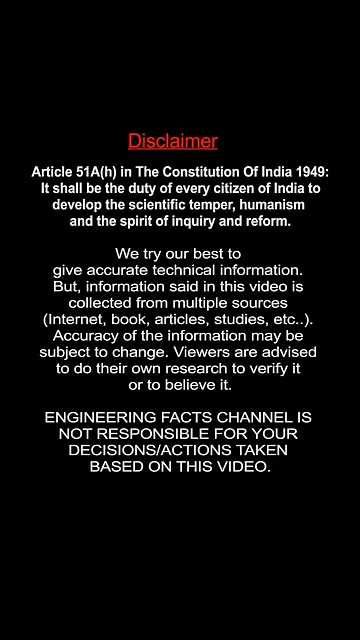 Disclaimer
Article 51A(h) in The Constitution Of India 1949:
It shall be the duty of every citizen of India to
develop the scientific temper, humanism
and the spirit of inquiry and reform.
We try our best to
give accurate technical information.
But, information said in this video is
collected from multiple sources
(Internet, book, articles, studies, etc..).
Accuracy of the information may be
subject to change. Viewers are advised
to do their own research to verify it
or to believe it.
ENGINEERING FACTS CHANNEL IS
NOT RESPONSIBLE FOR YOUR
DECISIONS/ACTIONS TAKEN
BASED ON THIS VIDEO.